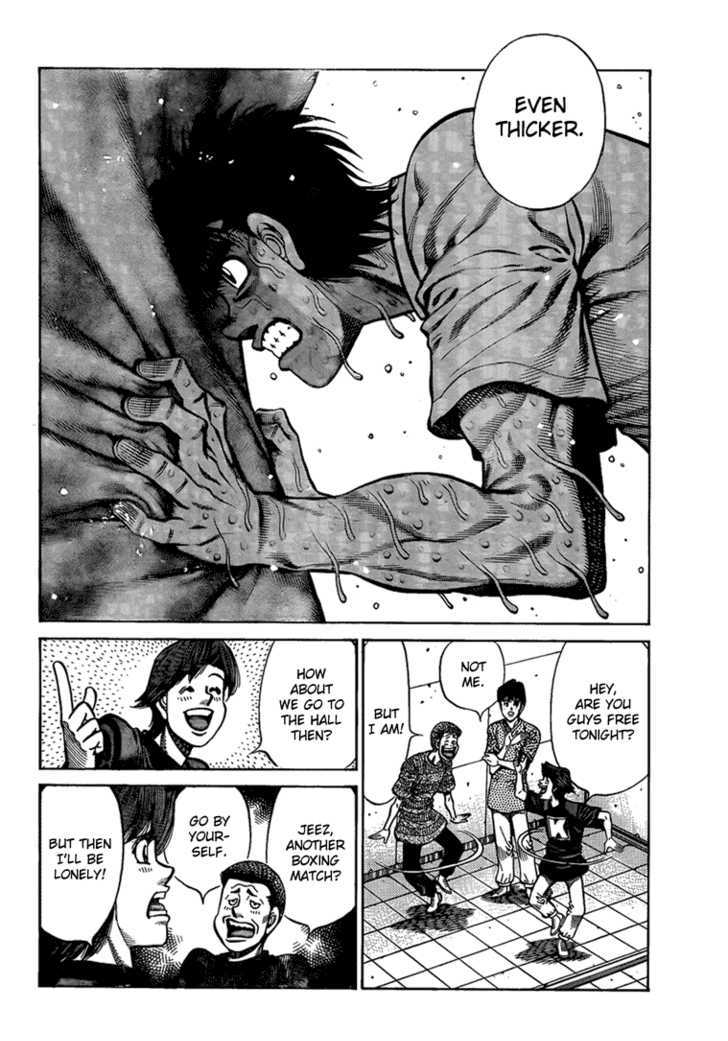 EVEN
THICKER.
HEY,
ARE YOU
GUYS FREE
TONIGHT?
NOT
ME.
BUT
I AM!
HOW
ABOUT
WE GO TO
THE HALL
THEN?
JEEZ,
ANOTHER
BOXING
MATCH?
GO BY
YOUR-
SELF.
BUT THEN
I'LL BE
LONELY!
K